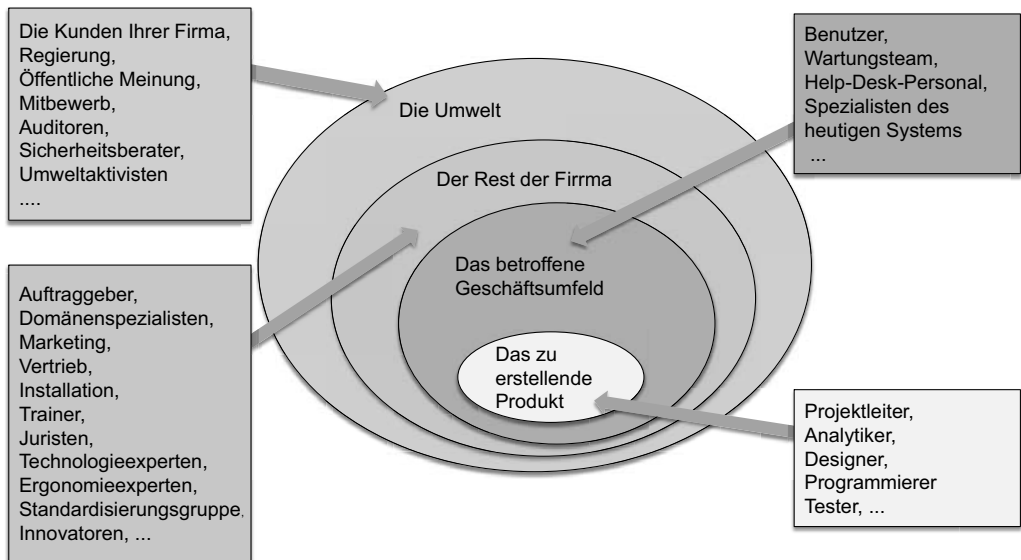 Die Kunden Ihrer Firma,
Regierung,
Öffentliche Meinung,
Mitbewerb,
Auditoren,
Sicherheitsberater,
Umweltaktivisten
....
Benutzer,
Wartungsteam,
Help-Desk-Personal,
Spezialisten des
heutigen Systems
...
Die Umwelt
Der Rest der Firrma
Das betroffene
Geschäftsumfeld
Das zu
erstellende
Produkt
Auftraggeber,
Domänenspezialisten,
Marketing,
Vertrieb,
Installation,
Trainer,
Juristen,
Technologieexperten,
Ergonomieexperten,
Standardisierungsgruppe,
Innovatoren, ...
Projektleiter,
Analytiker,
Designer,
Programmierer
Tester, ...